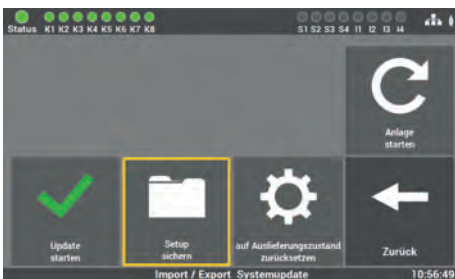 Status K1 K2 K3 K4 K5 K6 K7 K8 S1 S2 S3 S4 I1 I2 I3 I4
Anlage
starten
Update
starten
Setup
sichern
auf Auslieferungszustand
zurücksetzen
Zurück
Import / Export Systemupdate 10:56:49